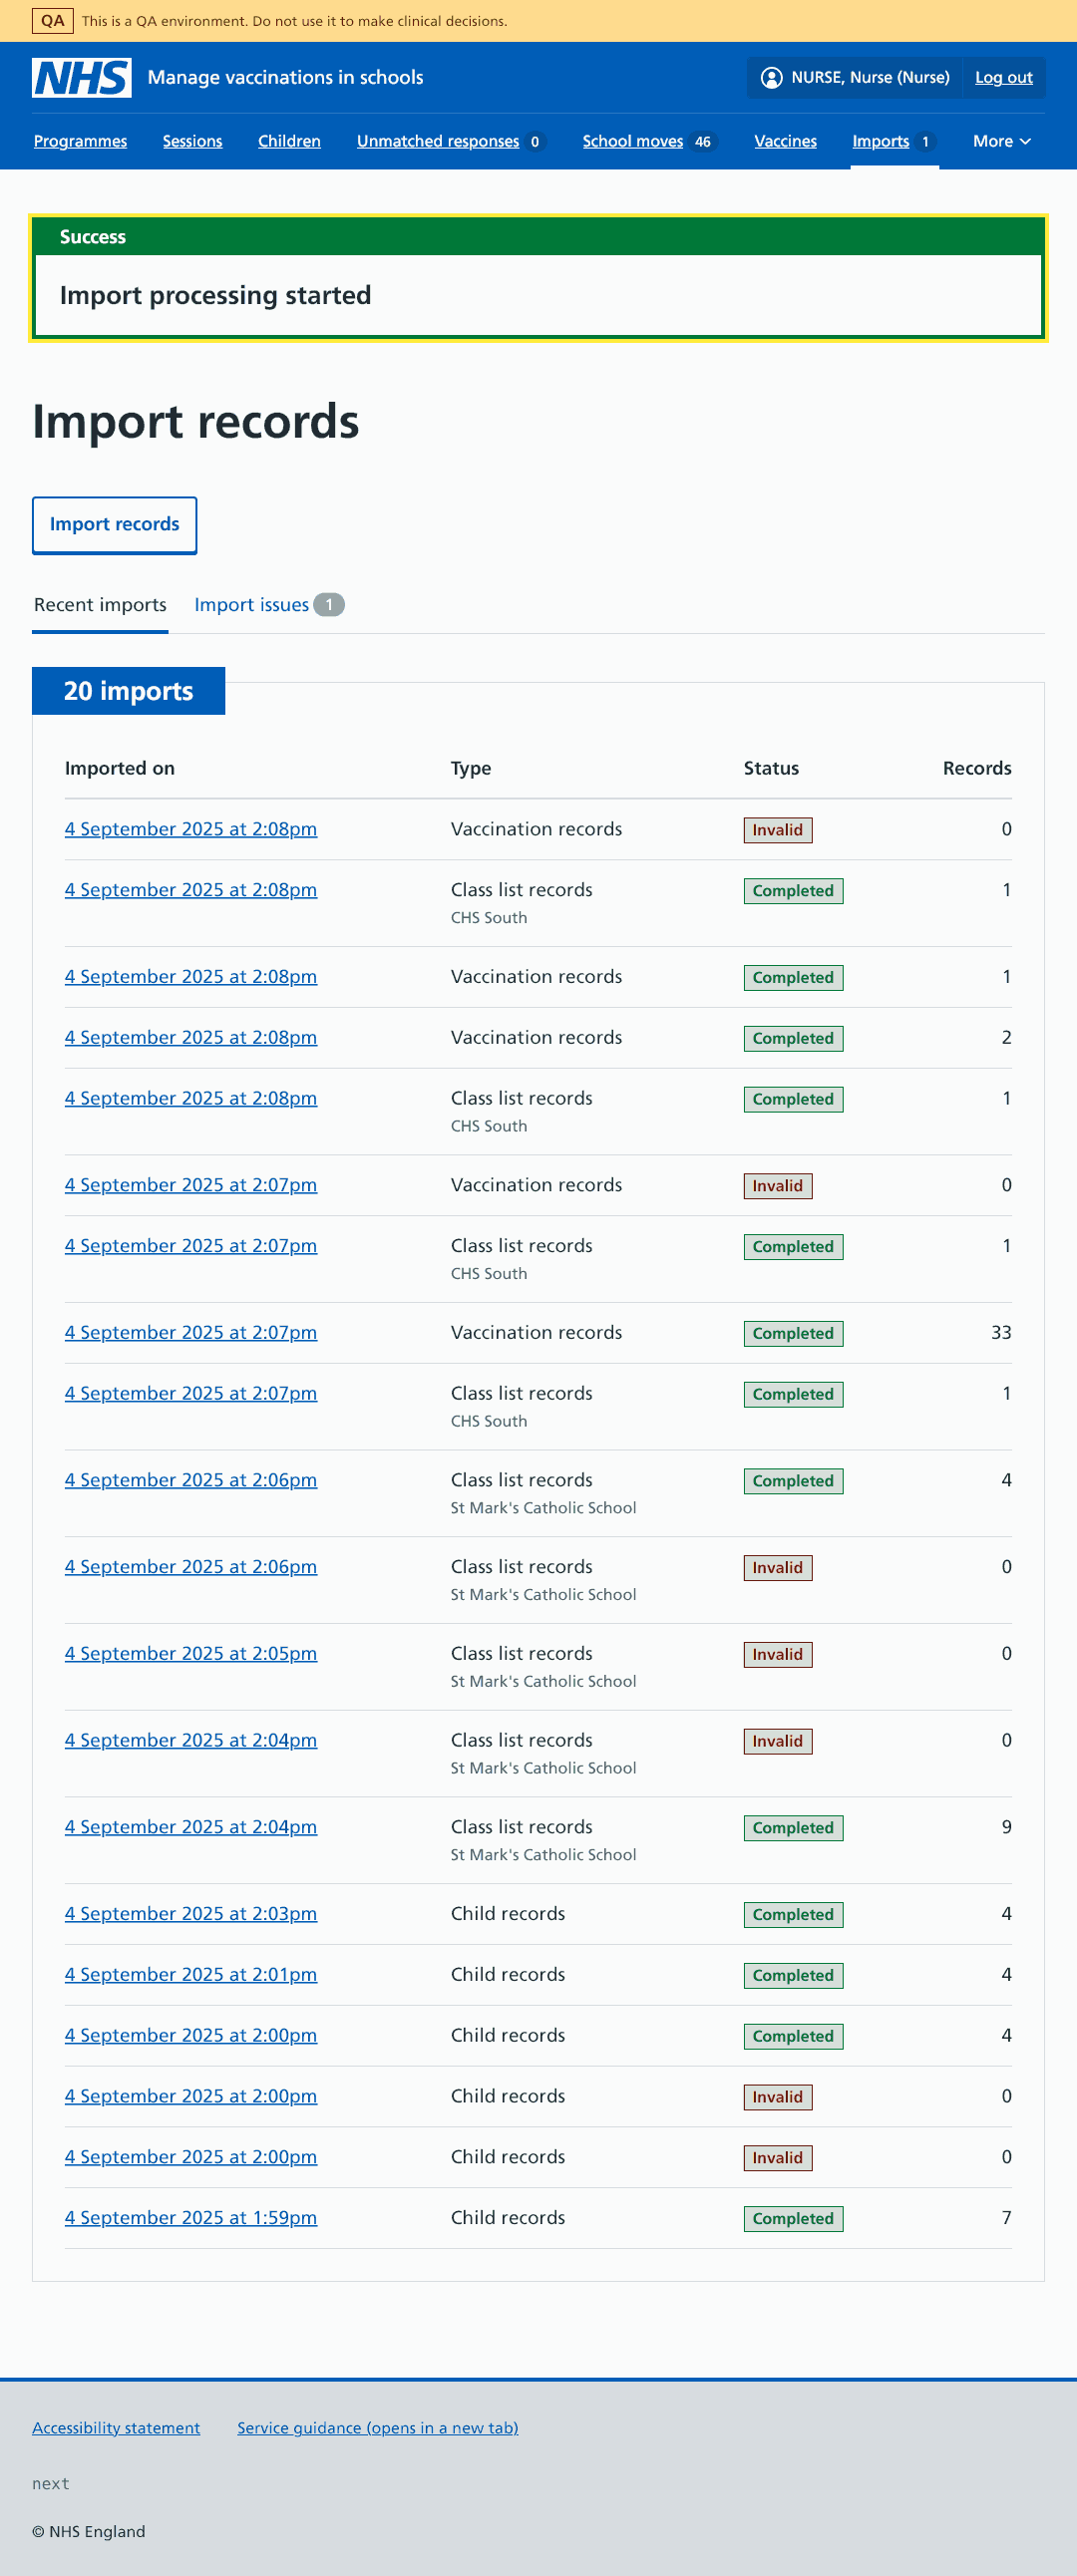 QA This is a QA environment. Do not use it to make clinical decisions.
NHS Manage vaccinations in schools NURSE, Nurse (Nurse) Log out
Programmes Sessions Children Unmatched responses 0 School moves 46 Vaccines Imports 1 More
Success
Import processing started
Import records
Import records
Recent imports Import issues 1
20 imports
Imported on Type Status Records
4 September 2025 at 2:08pm Vaccination records Invalid 0
4 September 2025 at 2:08pm Class list records Completed 1
CHS South
4 September 2025 at 2:08pm Vaccination records Completed 1
4 September 2025 at 2:08pm Vaccination records Completed 2
4 September 2025 at 2:08pm Class list records Completed 1
CHS South
4 September 2025 at 2:07pm Vaccination records Invalid 0
4 September 2025 at 2:07pm Class list records Completed 1
CHS South
4 September 2025 at 2:07pm Vaccination records Completed 33
4 September 2025 at 2:07pm Class list records Completed 1
CHS South
4 September 2025 at 2:06pm Class list records Completed 4
St Mark's Catholic School
4 September 2025 at 2:06pm Class list records Invalid 0
St Mark's Catholic School
4 September 2025 at 2:05pm Class list records Invalid 0
St Mark's Catholic School
4 September 2025 at 2:04pm Class list records Invalid 0
St Mark's Catholic School
4 September 2025 at 2:04pm Class list records Completed 9
St Mark's Catholic School
4 September 2025 at 2:03pm Child records Completed 4
4 September 2025 at 2:01pm Child records Completed 4
4 September 2025 at 2:00pm Child records Completed 4
4 September 2025 at 2:00pm Child records Invalid 0
4 September 2025 at 2:00pm Child records Invalid 0
4 September 2025 at 1:59pm Child records Completed 7
Accessibility statement Service guidance (opens in a new tab)
next
© NHS England